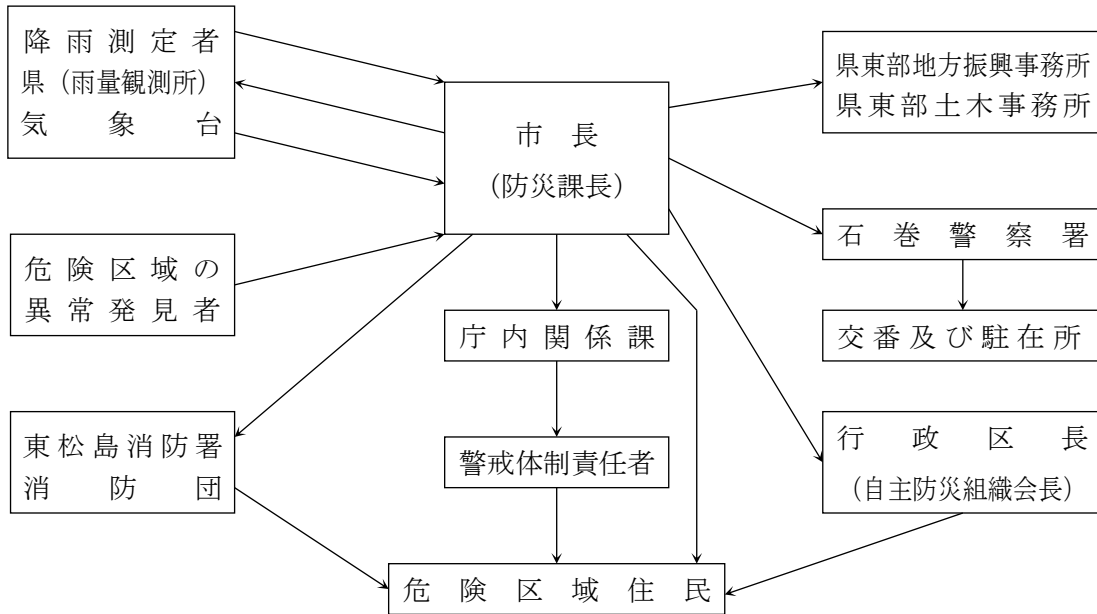 降雨測定者
県（雨量観測所）
気象台
市長
（防災課長）
県東部地方振興事務所
県東部土木事務所
石巻警察署
危険区域の
異常発見者
庁内関係課
交番及び駐在所
東松島消防署
消防団
警戒体制責任者
行政区長
（自主防災組織会長）
危険区域住民